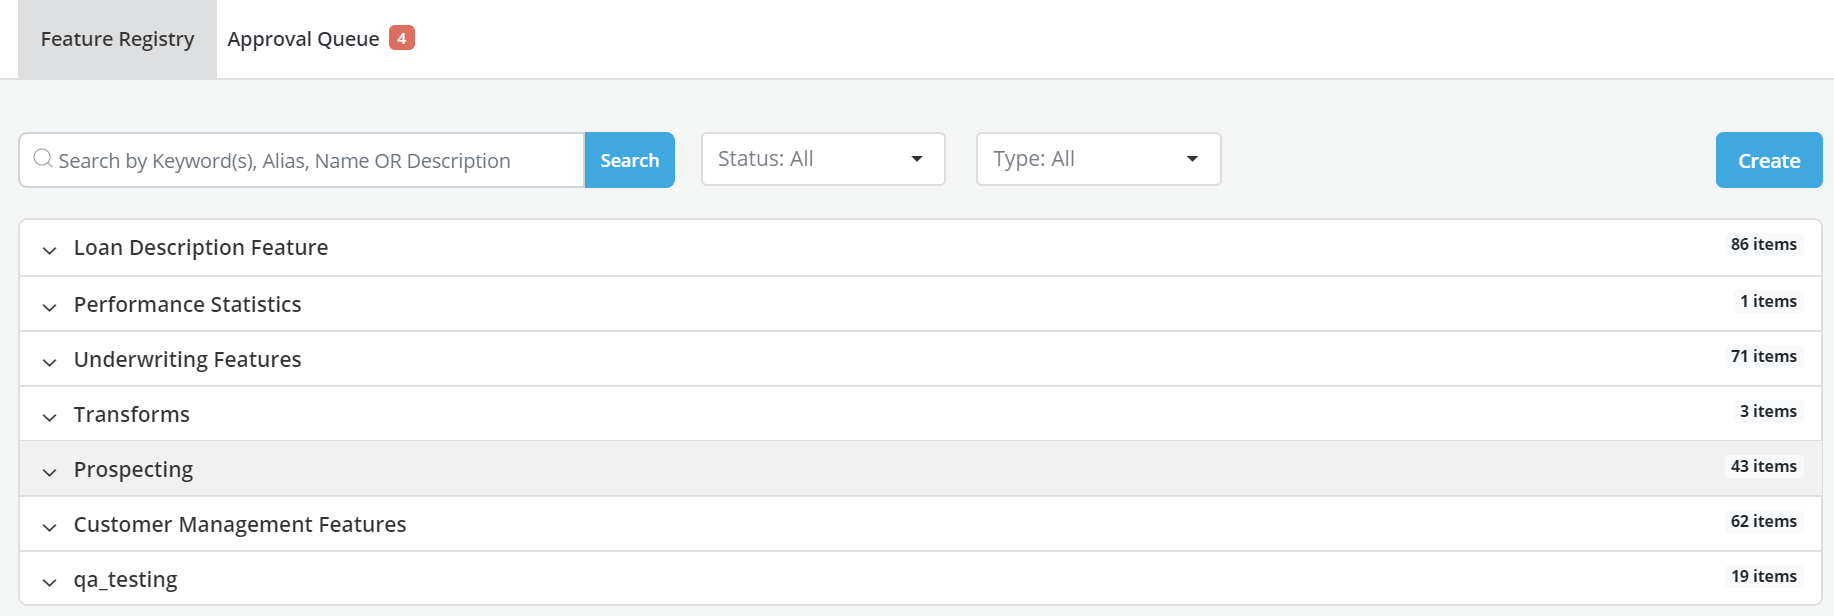 Feature Registry Approval Queue 4
Search by Keyword(s), Alias, Name OR Description Search Status: All Type: All Create
Loan Description Feature 86 items
Performance Statistics 1 items
Underwriting Features 71 items
Transforms 3 items
Prospecting 43 items
Customer Management Features 62 items
qa_testing 19 items